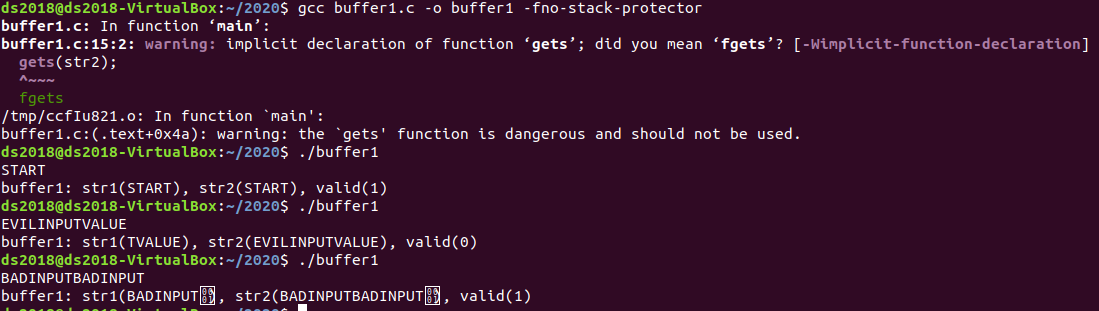 ds2018@ds2018-VirtualBox:~/2020$ gcc buffer1.c -o buffer1 -fno-stack-protector
buffer1.c: In function ‘main’:
buffer1.c:15:2: warning: implicit declaration of function ‘gets’; did you mean ‘fgets’? [-Wimplicit-function-declaration]
  gets(str2);
  ^~~~
  fgets
/tmp/ccfIu821.o: In function `main':
buffer1.c:(.text+0x4a): warning: the `gets' function is dangerous and should not be used.
ds2018@ds2018-VirtualBox:~/2020$ ./buffer1
START
buffer1: str1(START), str2(START), valid(1)
ds2018@ds2018-VirtualBox:~/2020$ ./buffer1
EVILINPUTVALUE
buffer1: str1(TVALUE), str2(EVILINPUTVALUE), valid(0)
ds2018@ds2018-VirtualBox:~/2020$ ./buffer1
BADINPUTBADINPUT
buffer1: str1(BADINPUT), str2(BADINPUTBADINPUT), valid(1)
ds2018@ds2018-VirtualBox:~/2020$